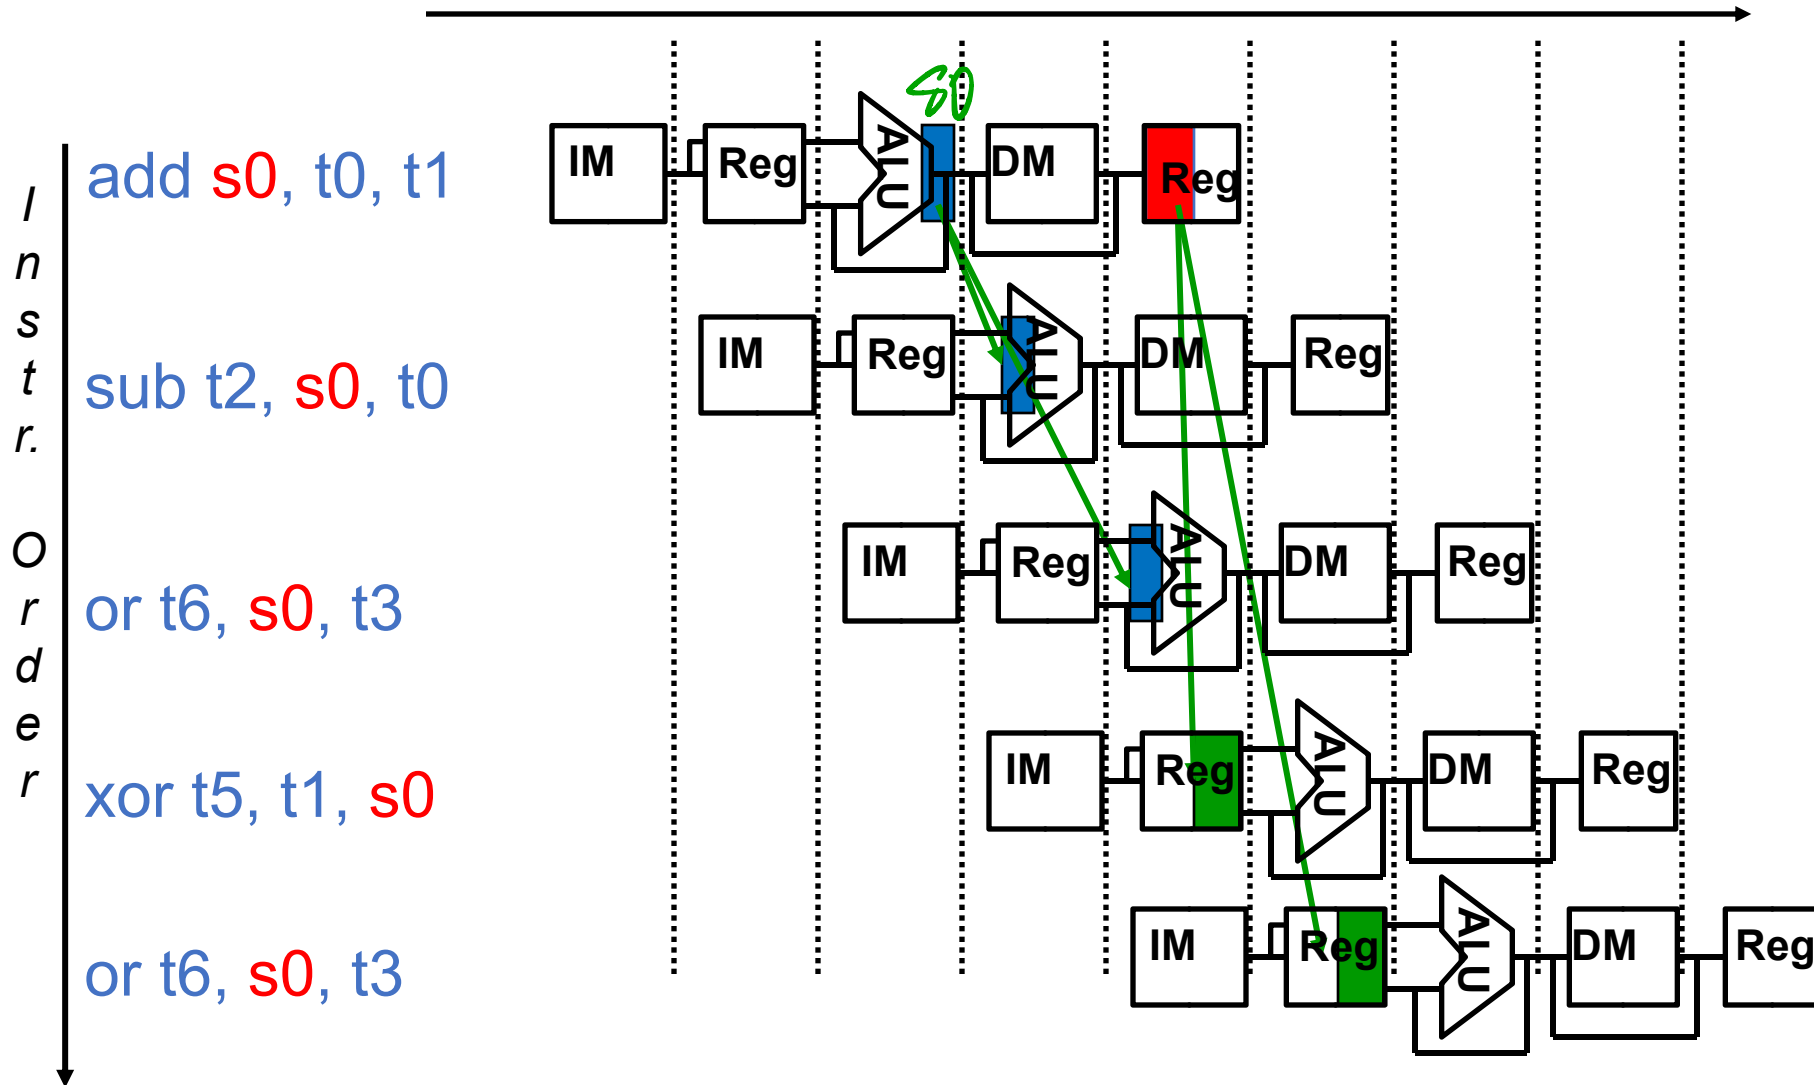 s0
add s0, t0, t1
IM Reg ALU DM Reg
sub t2, s0, t0
IM Reg ALU DM Reg
or t6, s0, t3
IM Reg ALU DM Reg
xor t5, t1, s0
IM Reg ALU DM Reg
or t6, s0, t3
IM Reg ALU DM Reg
Instr. Order